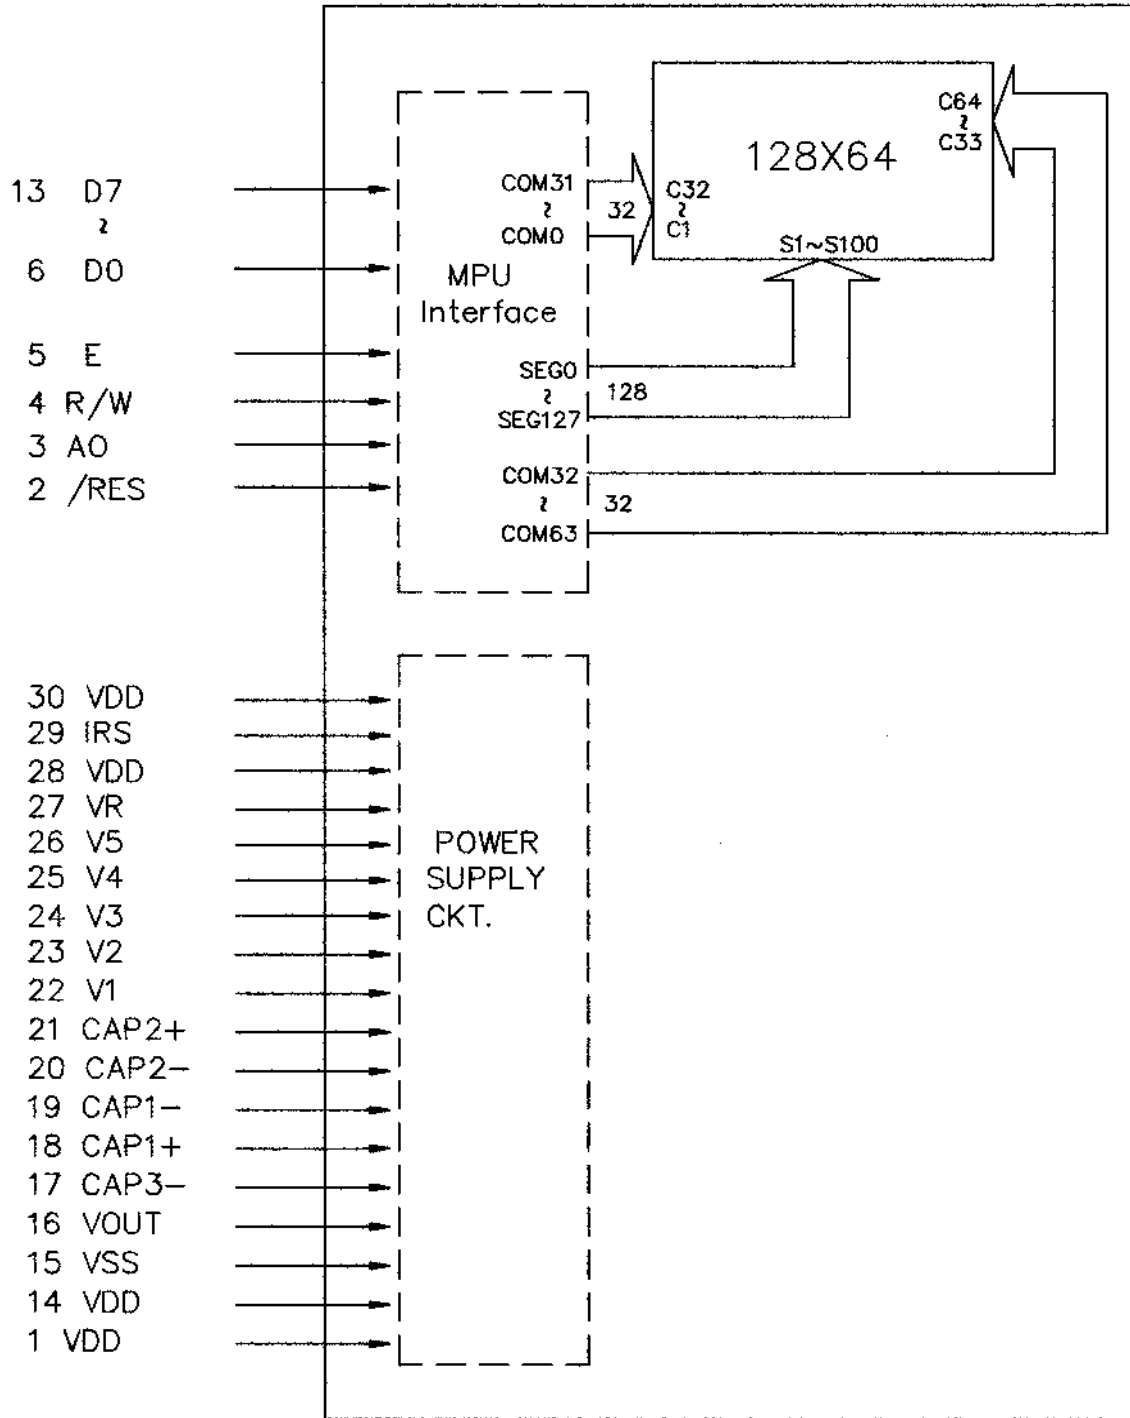 13 D7
~
6 D0
5 E
4 R/W
3 A0
2 /RES
COM31
~
COM0
32
MPU
Interface
SEG0
~
SEG127
128
COM32
~
COM63
32
128X64
C32
~
C1
C64
~
C33
S1~S100
30 VDD
29 IRS
28 VDD
27 VR
26 V5
25 V4
24 V3
23 V2
22 V1
21 CAP2+
20 CAP2-
19 CAP1-
18 CAP1+
17 CAP3-
16 VOUT
15 VSS
14 VDD
1 VDD
POWER
SUPPLY
CKT.